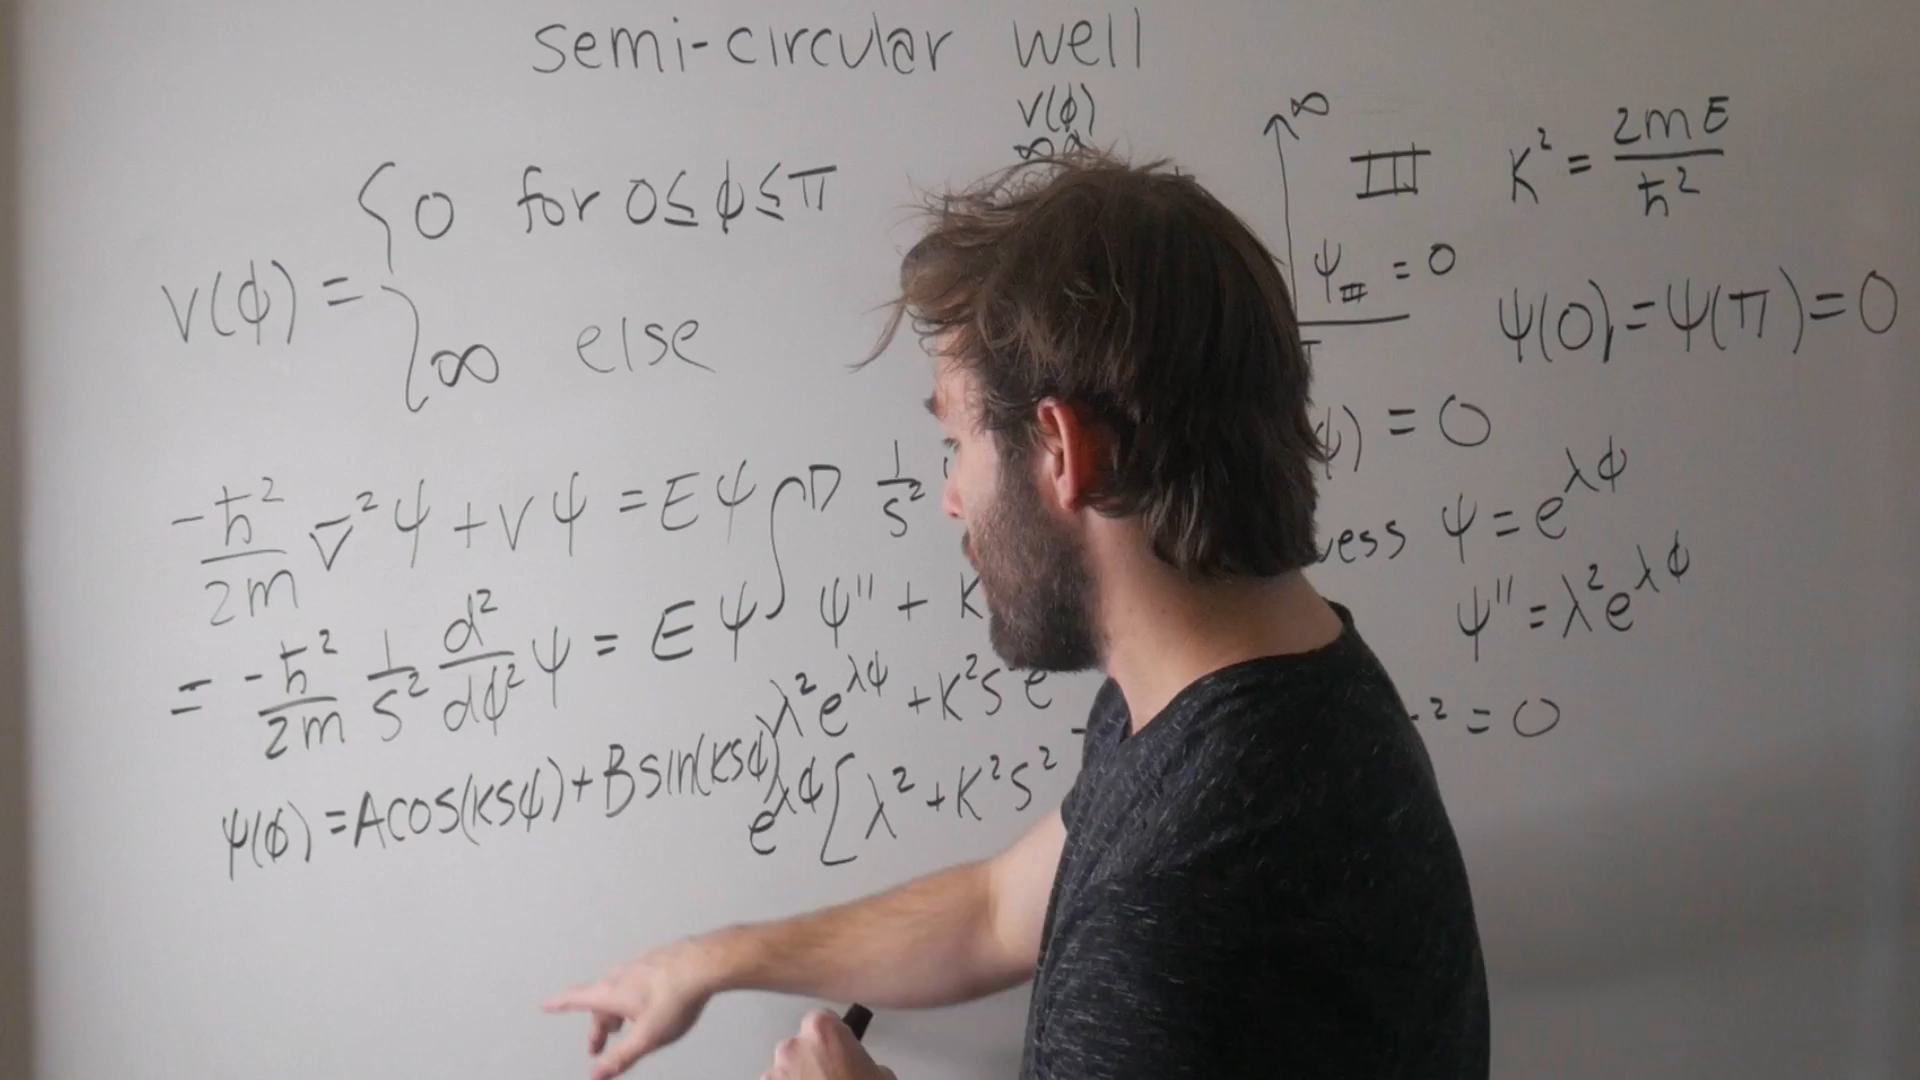 semi-circular well
V(ϕ) = { 0 for 0 ≤ ϕ ≤ π
∞ else
V(ϕ)
∞
∞
III
ψ_III = 0
K² = 2mE / ħ²
ψ(0) = ψ(π) = 0
-ħ²/2m ∇²ψ + Vψ = Eψ
= -ħ²/2m 1/S² d²/dϕ² ψ = Eψ
ψ(ϕ) = Acos(KSϕ) + Bsin(KSϕ)
1/S²
) = 0
ψ'' + K
ψ = e^λϕ
ψ'' = λ²e^λϕ
λ²e^λϕ + K²S e
e^λϕ [λ² + K²S²
² = 0